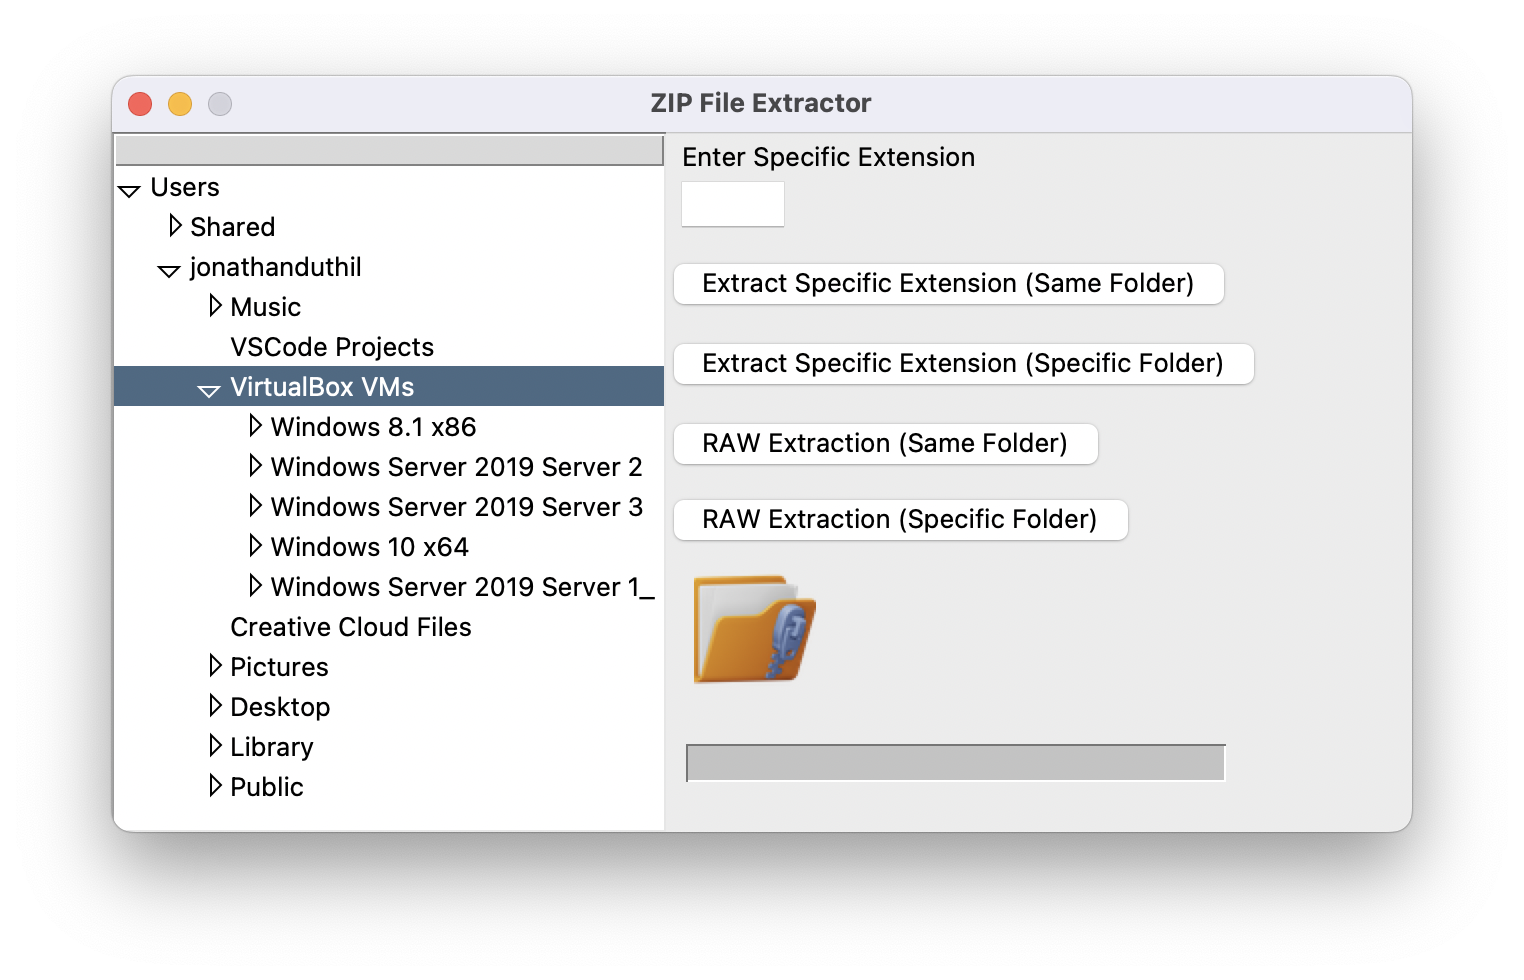 ZIP File Extractor
Users
Shared
jonathanduthil
Music
VSCode Projects
VirtualBox VMs
Windows 8.1 x86
Windows Server 2019 Server 2
Windows Server 2019 Server 3
Windows 10 x64
Windows Server 2019 Server 1_
Creative Cloud Files
Pictures
Desktop
Library
Public
Enter Specific Extension
Extract Specific Extension (Same Folder)
Extract Specific Extension (Specific Folder)
RAW Extraction (Same Folder)
RAW Extraction (Specific Folder)